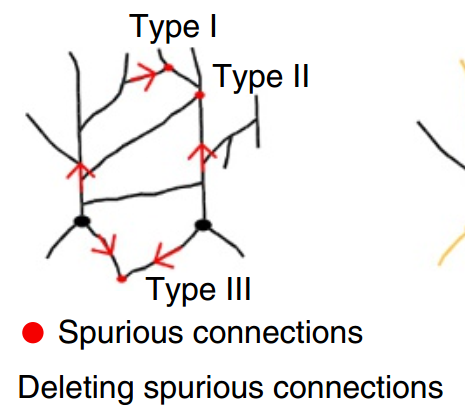 Type I
Type II
Type III
Spurious connections
Deleting spurious connections